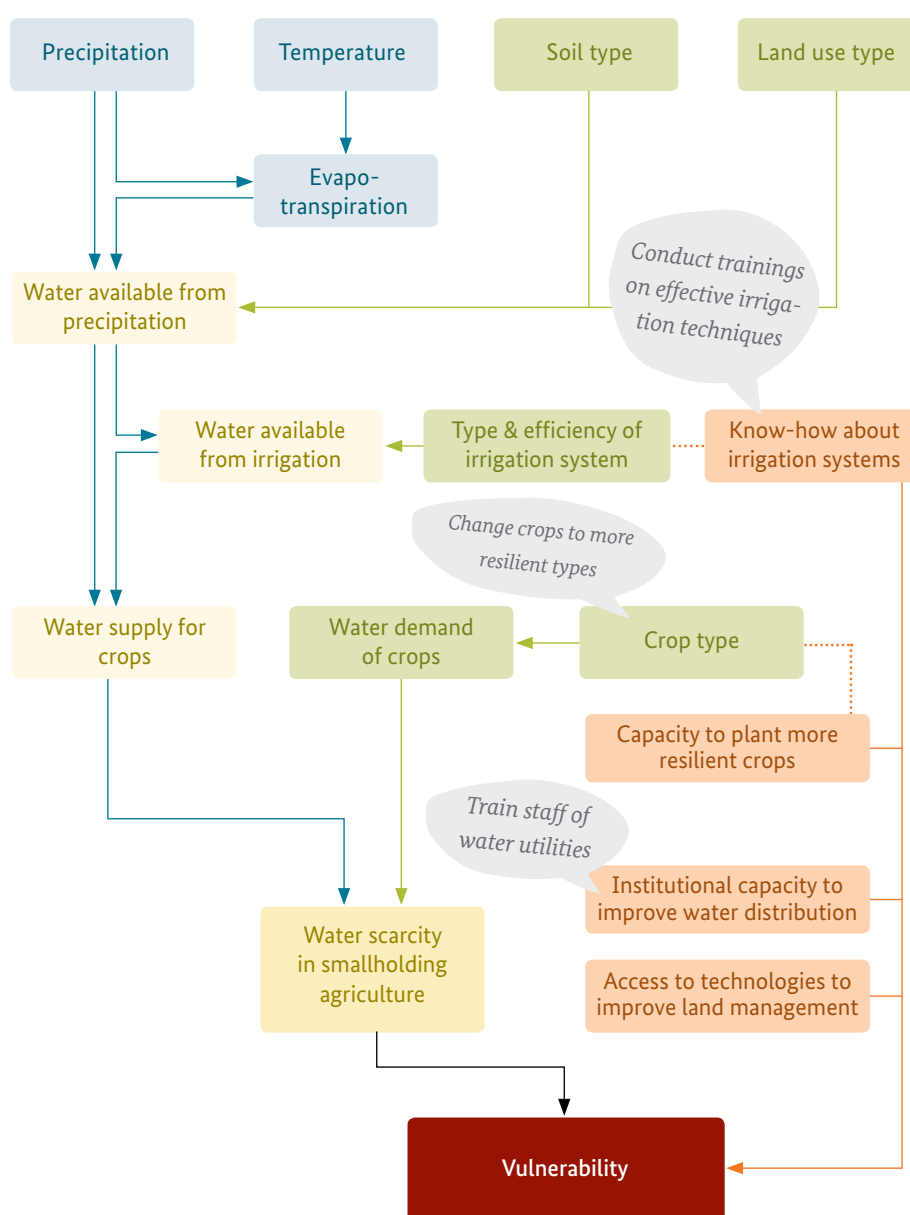 Precipitation
Temperature
Soil type
Land use type
Evapo-
transpiration
Conduct trainings
on effective irriga-
tion techniques
Water available from
precipitation
Water available
from irrigation
Type & efficiency of
irrigation system
Know-how about
irrigation systems
Change crops to more
resilient types
Water supply for
crops
Water demand
of crops
Crop type
Capacity to plant more
resilient crops
Train staff of
water utilities
Institutional capacity to
improve water distribution
Water scarcity
in smallholding
agriculture
Access to technologies to
improve land management
Vulnerability